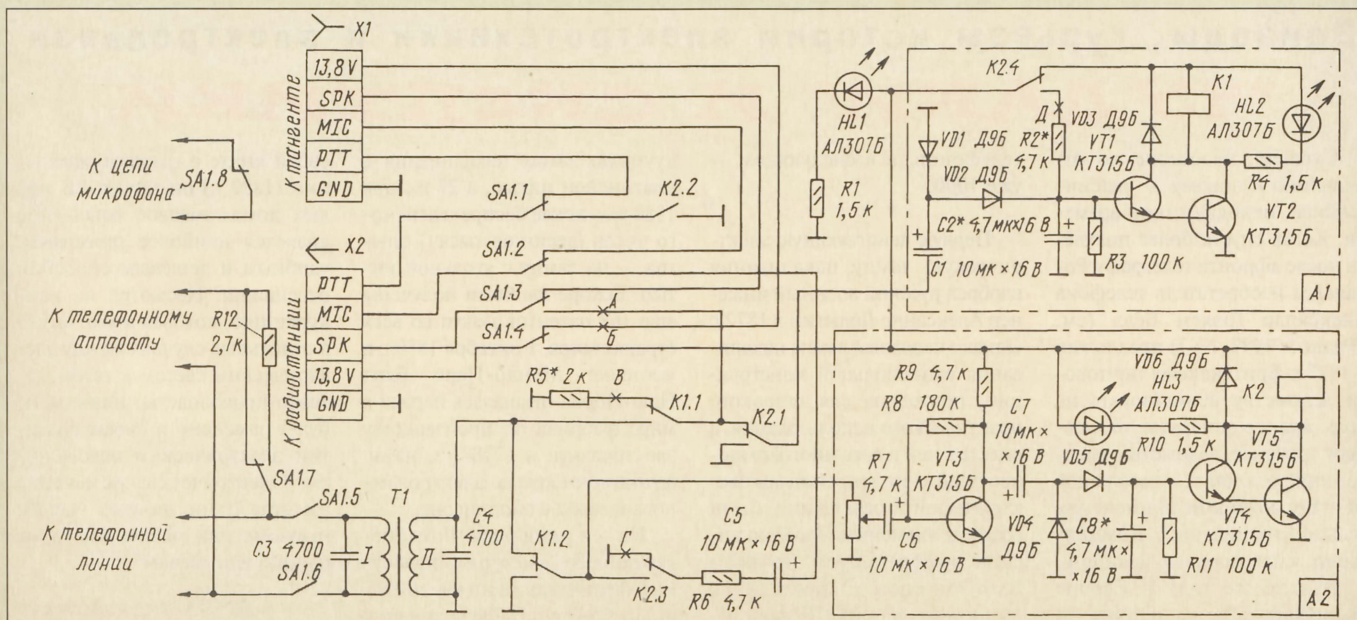 X1
К тангенте
13,8 V
SPK
MIC
PTT
GND
К цепи
микрофона
SA1.8
X2
К радиостанции
PTT
MIC
SPK
13,8 V
GND
К телефонному
аппарату
R12
2,7 к
SA1.7
SA1.5
К телефонной
линии
C3 4700
SA1.6
T1
I
II
C4
4700
SA1.1
K2.2
SA1.2
SA1.3
SA1.4
Б
R5* 2 к
В
K1.1
K2.1
K1.2
С
K2.3
R6 4,7 к
C5
10 мк × 16 В
HL1
АЛ307Б
R1
1,5 к
K2.4
Д
R2*
4,7 к
VD1 Д9Б
VD2 Д9Б
C2* 4,7 мк×16 В
C1 10 мк × 16 В
R3 100 к
VD3 Д9Б
VT1
КТ315Б
K1
HL2
АЛ307Б
R4
1,5 к
VT2
КТ315Б
A1
R9 4,7 к
R8
180 к
C7
10 мк ×
× 16 В
R7
4,7 к
VT3
КТ315Б
C6
10 мк × 16 В
VD4
Д9Б
VD6 Д9Б
HL3
АЛ307Б
K2
R10 1,5 к
VD5 Д9Б
VT5
КТ315Б
C8*
4,7 мк ×
× 16 В
VT4
КТ315Б
R11 100 к
A2